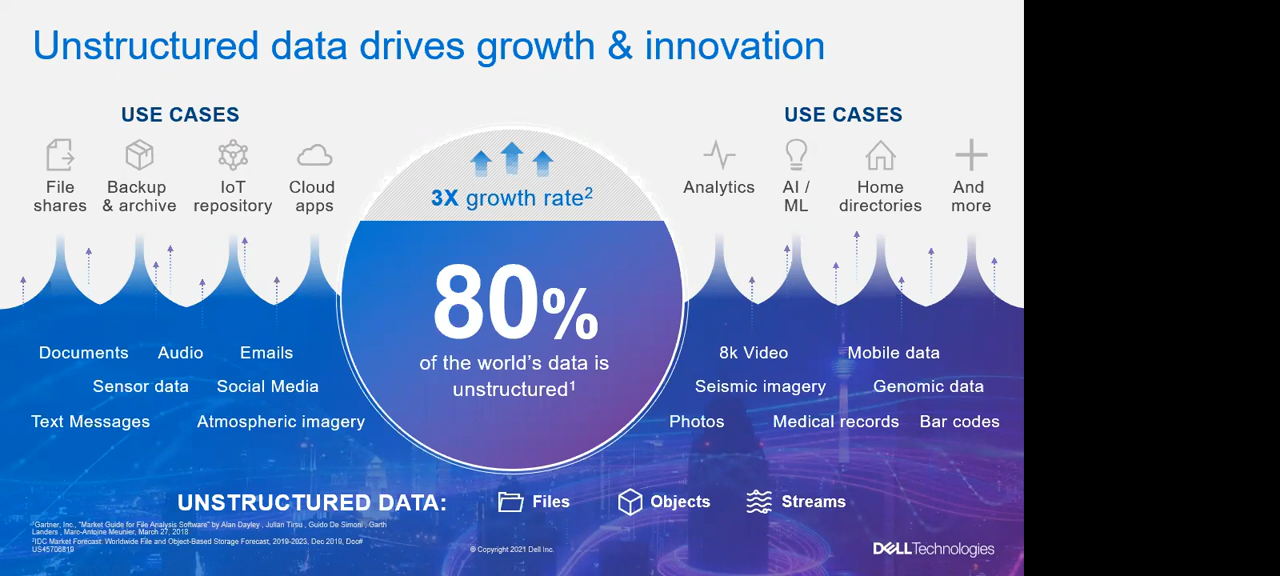 Unstructured data drives growth & innovation
USE CASES
File
shares
Backup
& archive
IoT
repository
Cloud
apps
3X growth rate2
80%
of the world's data is
unstructured1
USE CASES
Analytics
AI /
ML
Home
directories
And
more
Documents Audio Emails
Sensor data Social Media
Text Messages Atmospheric imagery
8k Video Mobile data
Seismic imagery Genomic data
Photos Medical records Bar codes
UNSTRUCTURED DATA: Files Objects Streams
1Gartner, Inc., "Market Guide for File Analysis Software" by Alan Dayley , Julian Tirsu , Guido De Simoni , Garth
Landers , Marc-Antoine Meunier, March 27, 2018
2IDC Market Forecast: Worldwide File and Object-Based Storage Forecast, 2019-2023, Dec 2019, Doc#
US45706819
© Copyright 2021 Dell Inc.
DELLTechnologies